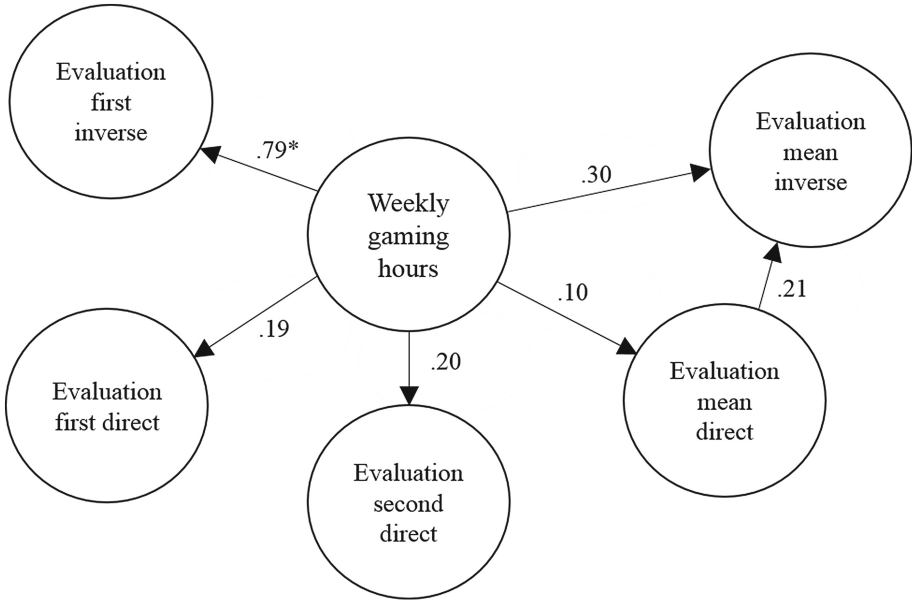 Evaluation
first
inverse
.79*
Weekly
gaming
hours
.30
Evaluation
mean
inverse
.19
.20
.10
.21
Evaluation
first direct
Evaluation
second
direct
Evaluation
mean
direct